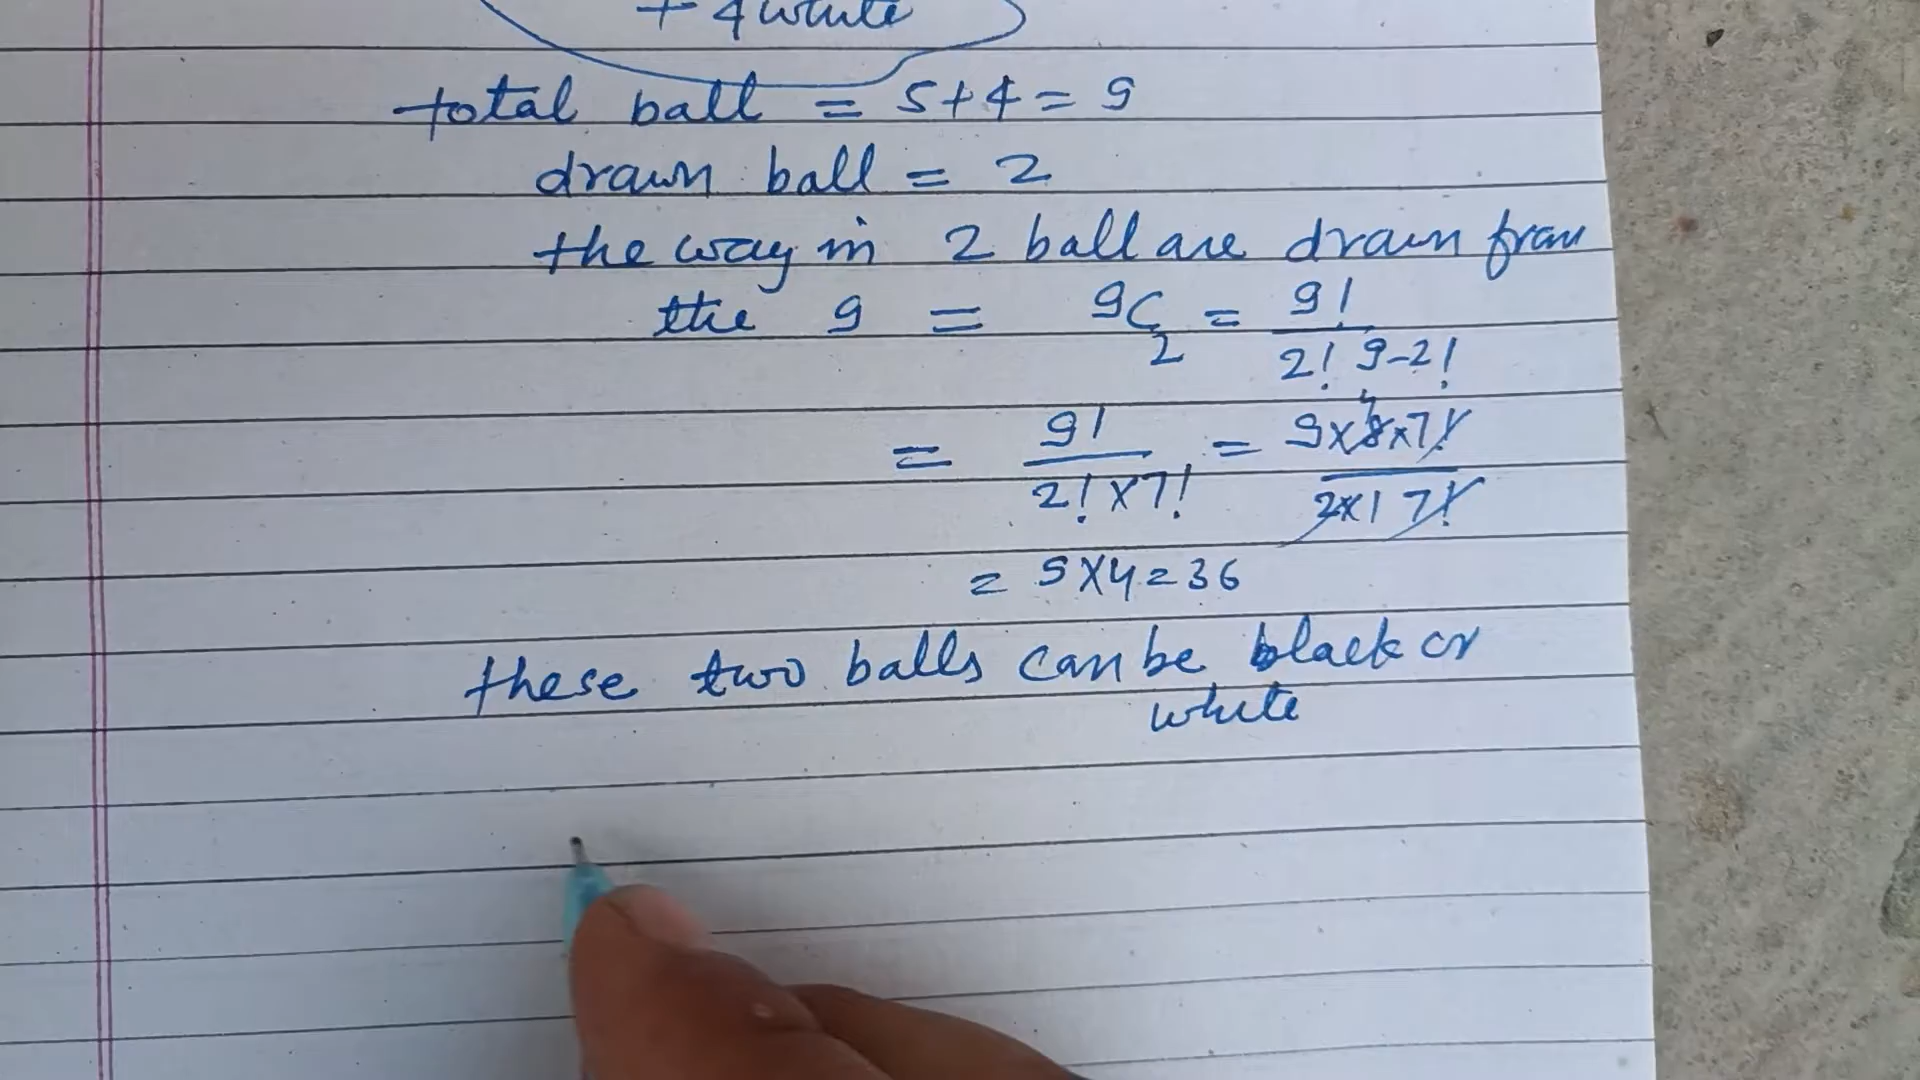 + 4 white
total ball = 5+4 = 9
drawn ball = 2
the way in 2 ball are drawn from
the 9 = 9C2 = 9! / 2! 9-2!
= 9! / 2! x 7! = 9x8x7! / 2x1 7!
4
= 9x4=36
these two balls can be black or
white